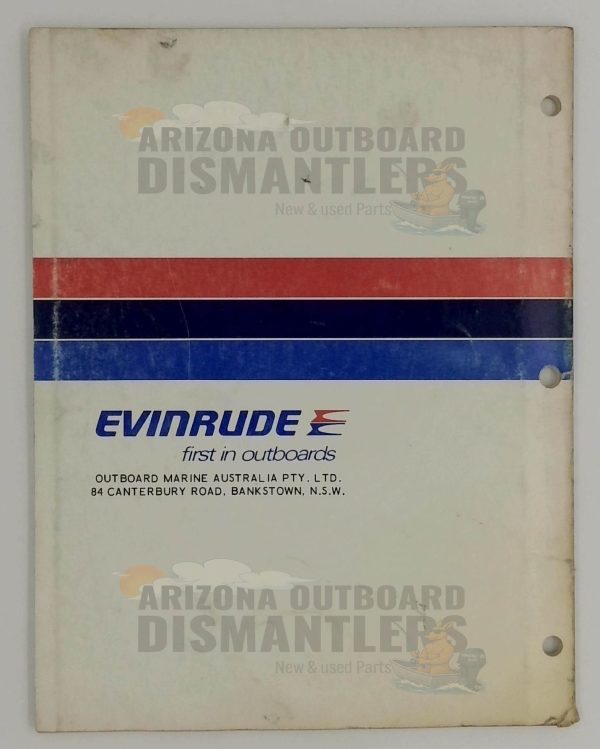 ARIZONA OUTBOARD
DISMANTLERS
New & used Parts
EVINRUDE
first in outboards
OUTBOARD MARINE AUSTRALIA PTY. LTD.
84 CANTERBURY ROAD, BANKSTOWN, N.S.W.
ARIZONA OUTBOARD
DISMANTLERS
New & used Parts